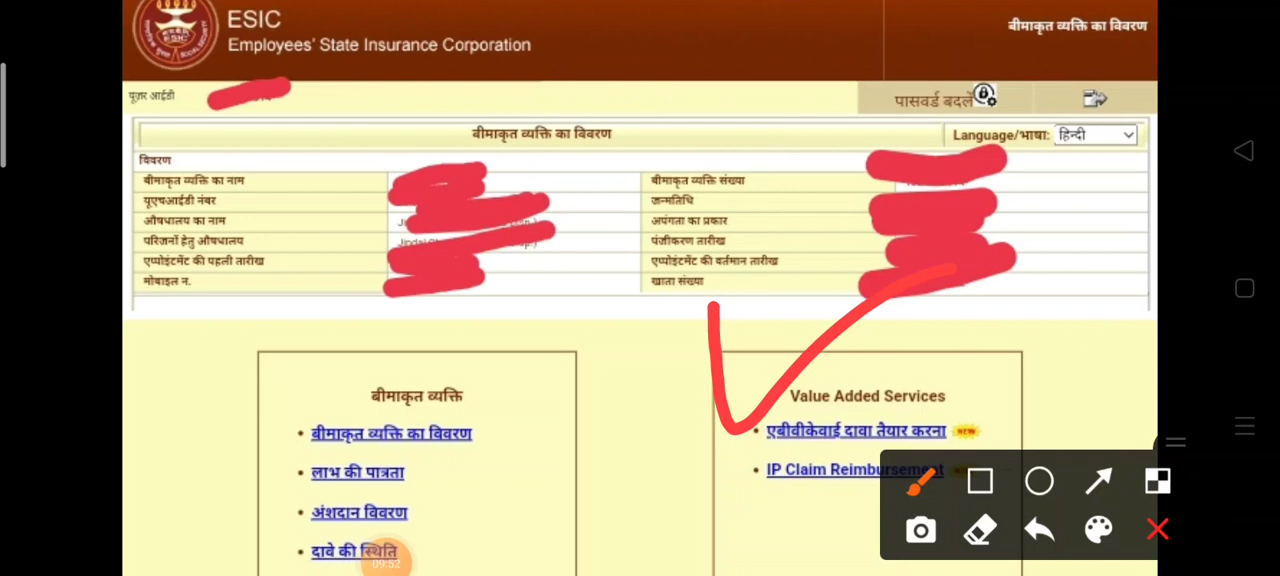 ESIC
Employees' State Insurance Corporation
बीमाकृत व्यक्ति का विवरण
यूज़र आईडी
पासवर्ड बदलें
बीमाकृत व्यक्ति का विवरण
Language/भाषा: हिन्दी
विवरण
बीमाकृत व्यक्ति का नाम
बीमाकृत व्यक्ति संख्या
यूएचआईडी नंबर
जन्मतिथि
औषधालय का नाम
अपंगता का प्रकार
परिजनों हेतु औषधालय
पंजीकरण तारीख
एप्पोइंटमेंट की पहली तारीख
एप्पोइंटमेंट की वर्तमान तारीख
मोबाइल न.
खाता संख्या
बीमाकृत व्यक्ति
• बीमाकृत व्यक्ति का विवरण
• लाभ की पात्रता
• अंशदान विवरण
• दावे की स्थिति
09:52
Value Added Services
• एबीवीकेवाई दावा तैयार करना NEW
• IP Claim Reimbursement